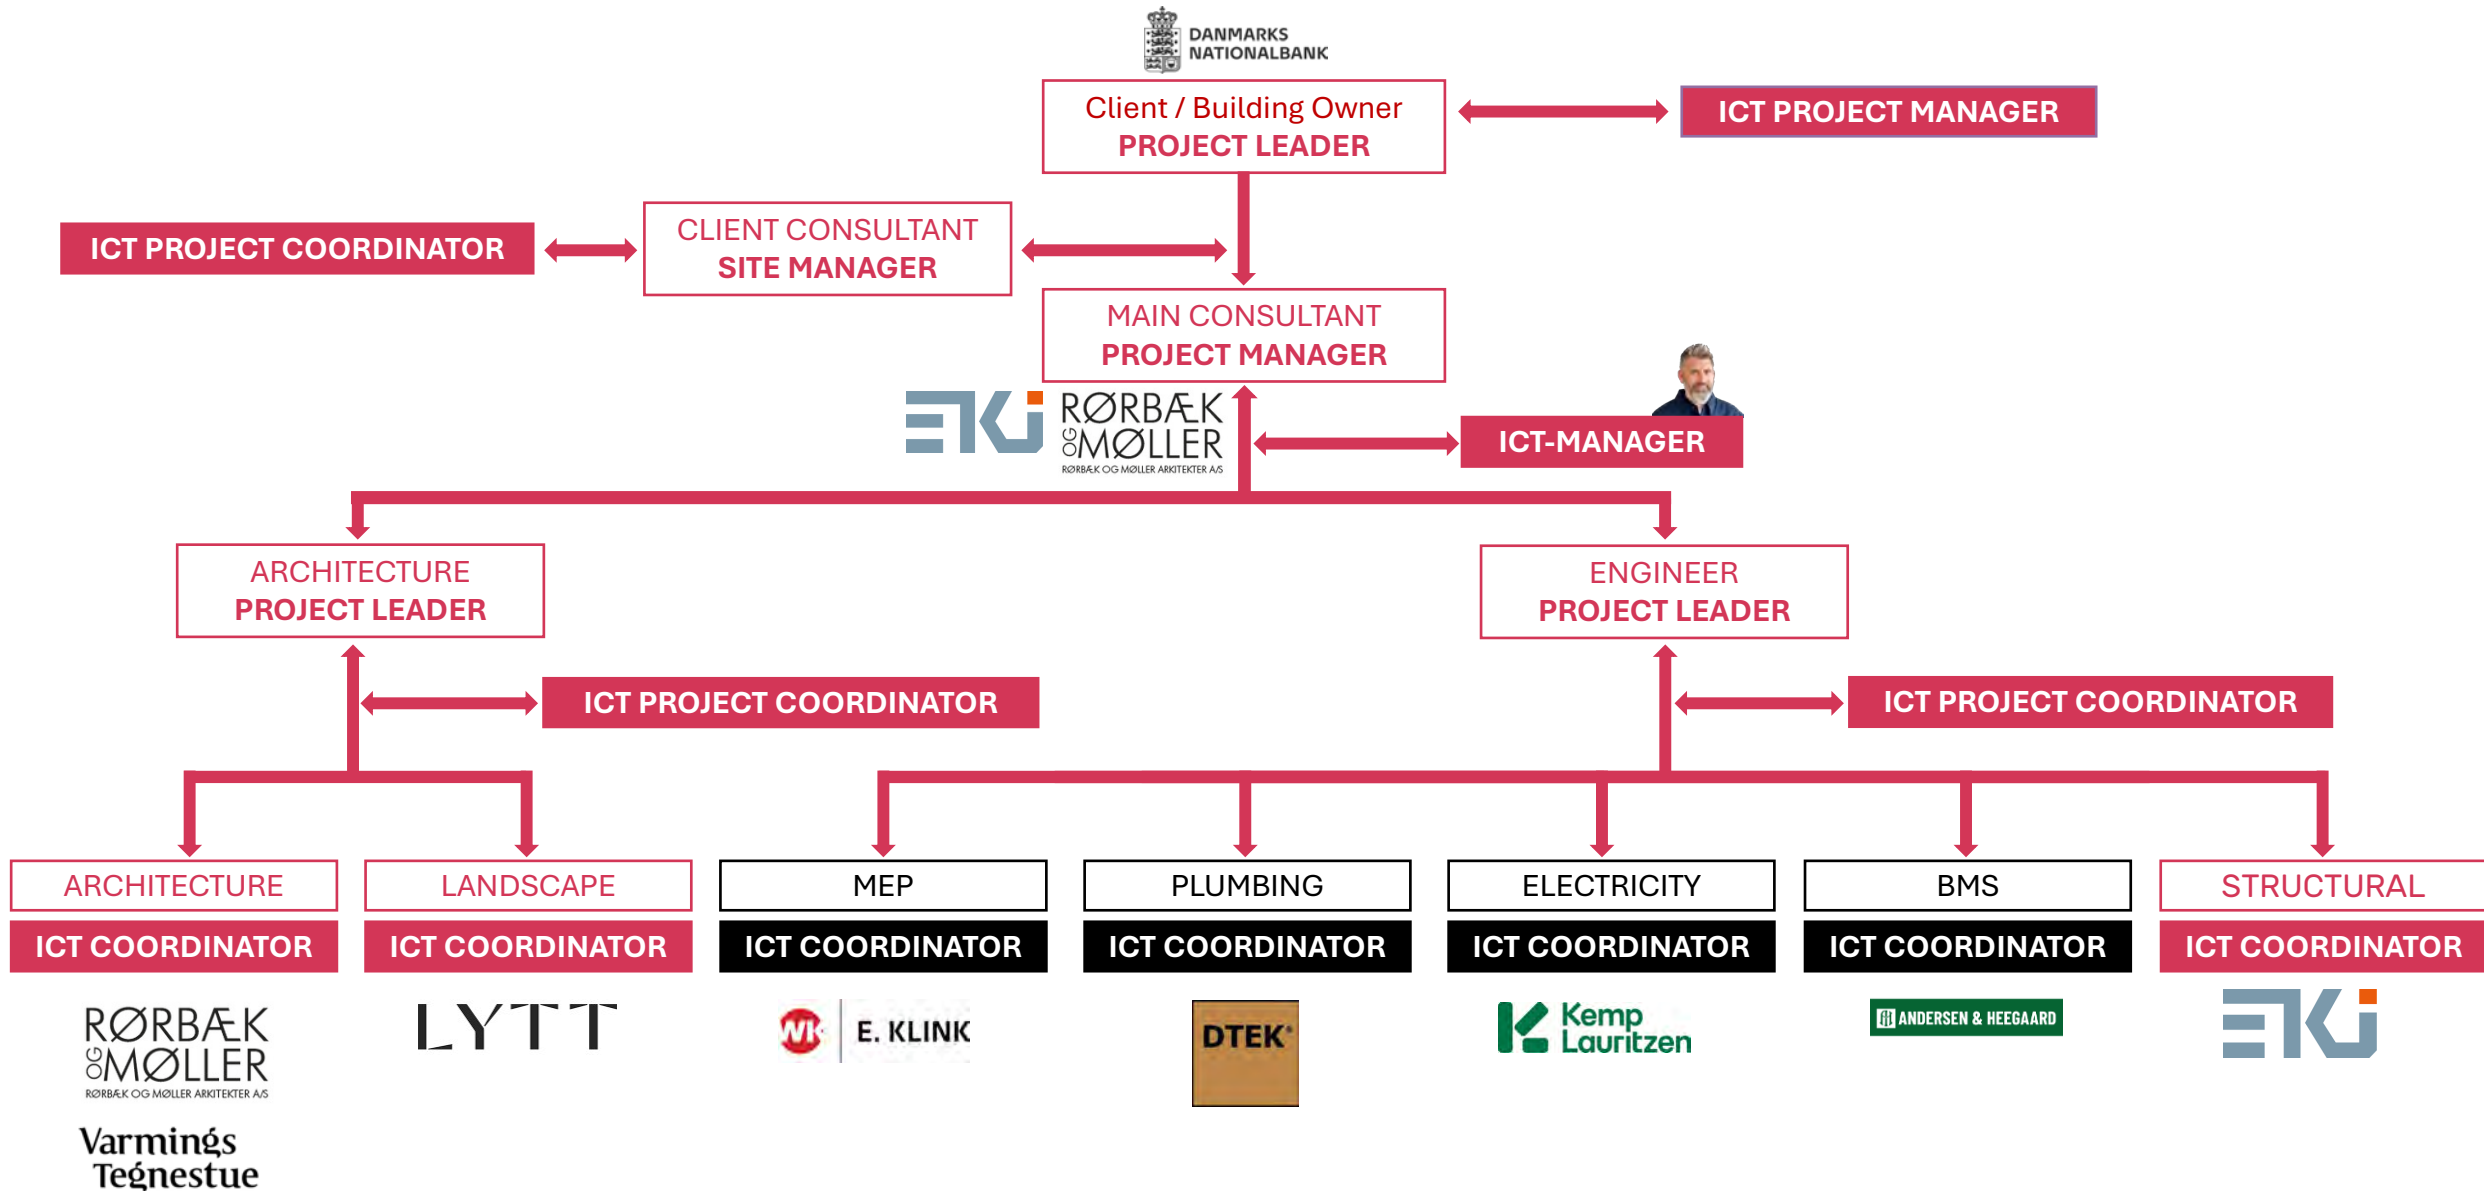 DANMARKS
NATIONALBANK
Client / Building Owner
PROJECT LEADER
ICT PROJECT MANAGER
ICT PROJECT COORDINATOR
CLIENT CONSULTANT
SITE MANAGER
MAIN CONSULTANT
PROJECT MANAGER
EKJ
RØRBÆK
OG MØLLER
RØRBÆK OG MØLLER ARKITEKTER A/S
ICT-MANAGER
ARCHITECTURE
PROJECT LEADER
ENGINEER
PROJECT LEADER
ICT PROJECT COORDINATOR
ICT PROJECT COORDINATOR
ARCHITECTURE
ICT COORDINATOR
LANDSCAPE
ICT COORDINATOR
MEP
ICT COORDINATOR
PLUMBING
ICT COORDINATOR
ELECTRICITY
ICT COORDINATOR
BMS
ICT COORDINATOR
STRUCTURAL
ICT COORDINATOR
RØRBÆK
OG MØLLER
RØRBÆK OG MØLLER ARKITEKTER A/S
Varmings
Tegnestue
LYTT
WK E. KLINK
DTEK®
Kemp
Lauritzen
ANDERSEN & HEEGAARD
EKJ